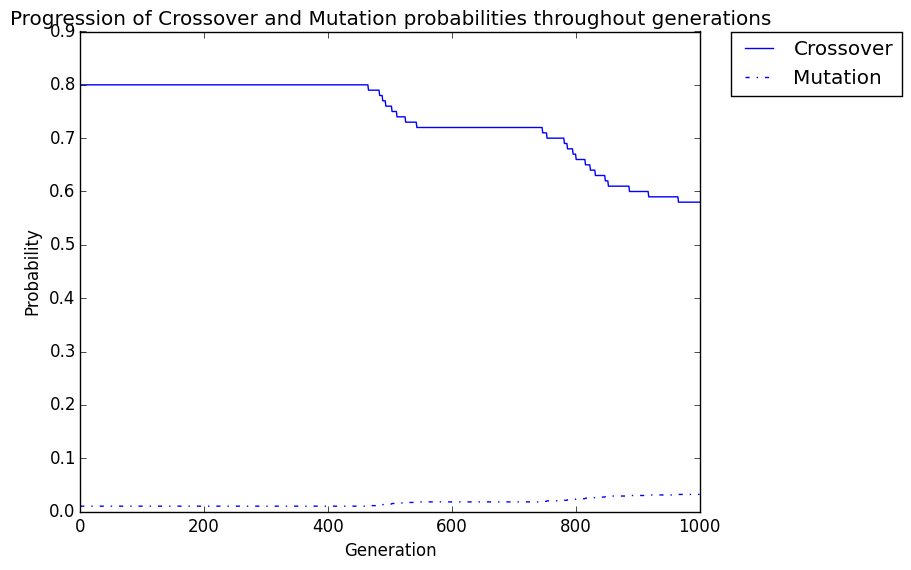 Progression of Crossover and Mutation probabilities throughout generations
Crossover
Mutation
Probability
0.9
0.8
0.7
0.6
0.5
0.4
0.3
0.2
0.1
0.0
0 200 400 600 800 1000
Generation